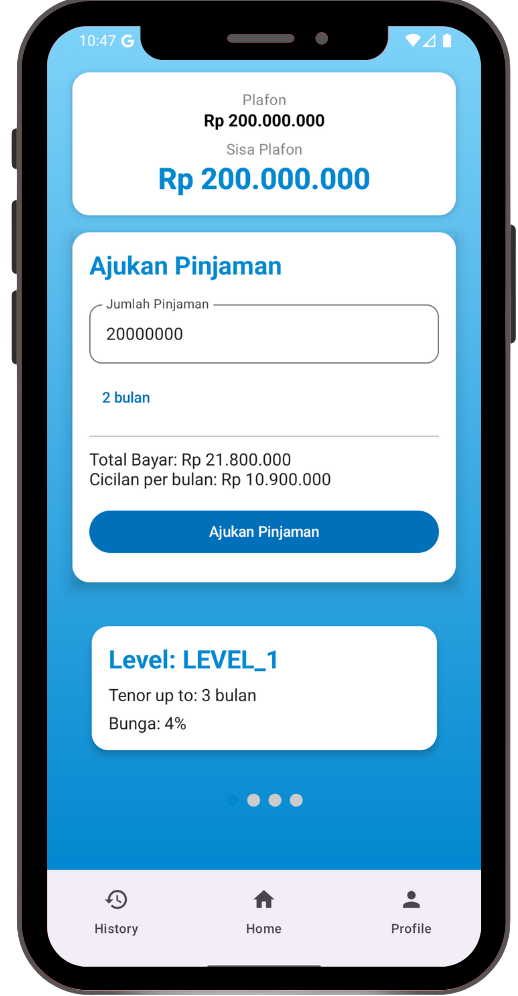 10:47 G
Plafon
Rp 200.000.000
Sisa Plafon
Rp 200.000.000
Ajukan Pinjaman
Jumlah Pinjaman
20000000
2 bulan
Total Bayar: Rp 21.800.000
Cicilan per bulan: Rp 10.900.000
Ajukan Pinjaman
Level: LEVEL_1
Tenor up to: 3 bulan
Bunga: 4%
History Home Profile